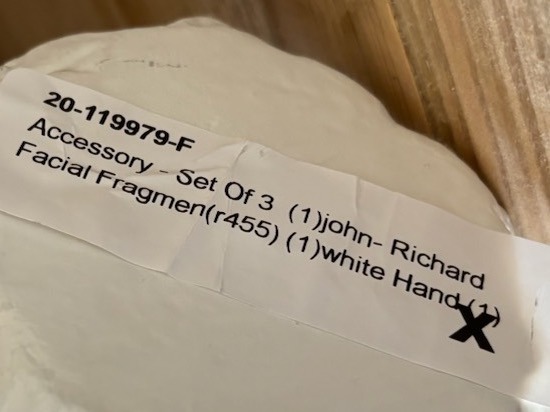 20-119979-F
Accessory - Set Of 3 (1)john- Richard
Facial Fragmen(r455) (1)white Hand (1)
X